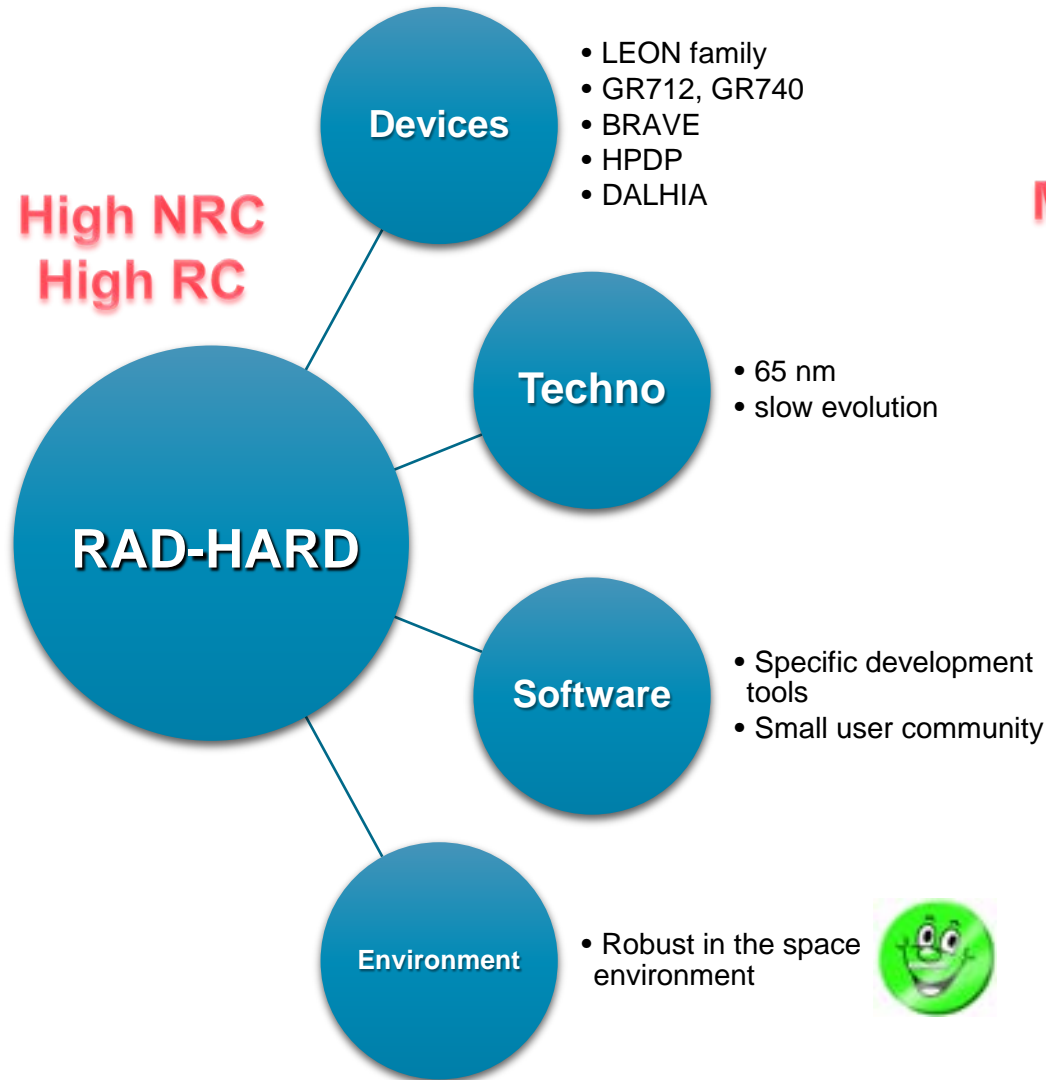 Devices
• LEON family
• GR712, GR740
• BRAVE
• HPDP
• DALHIA
High NRC
High RC
M
Techno
• 65 nm
• slow evolution
RAD-HARD
Software
• Specific development
tools
• Small user community
Environment
• Robust in the space
environment